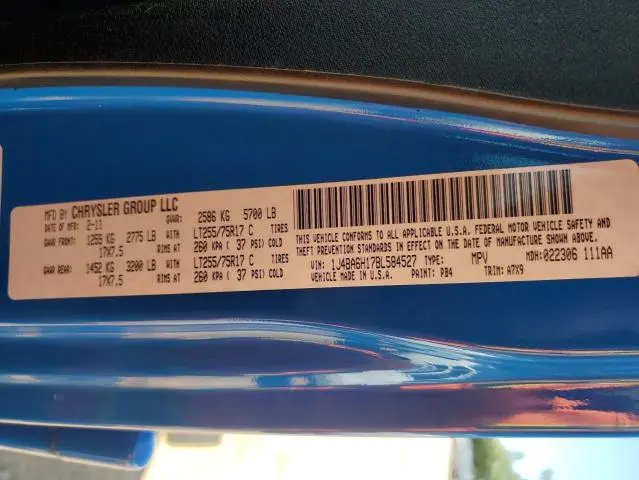 MFD BY CHRYSLER GROUP LLC
DATE OF MFR: 2-11 GVWR: 2586 KG 5700 LB
GAWR FRONT: 1259 KG 2775 LB WITH LT255/75R17 C TIRES
17X7.5 RIMS AT 260 KPA ( 37 PSI) COLD
GAWR REAR: 1452 KG 3200 LB WITH LT255/75R17 C TIRES
17X7.5 RIMS AT 260 KPA ( 37 PSI) COLD
THIS VEHICLE CONFORMS TO ALL APPLICABLE U.S.A. FEDERAL MOTOR VEHICLE SAFETY AND
THEFT PREVENTION STANDARDS IN EFFECT ON THE DATE OF MANUFACTURE SHOWN ABOVE.
VIN: 1J4BA6H17BL584527 TYPE: MPV MDH: 022306 111AA
VEHICLE MADE IN U.S.A. PAINT: PB4 TRIM: A7X9